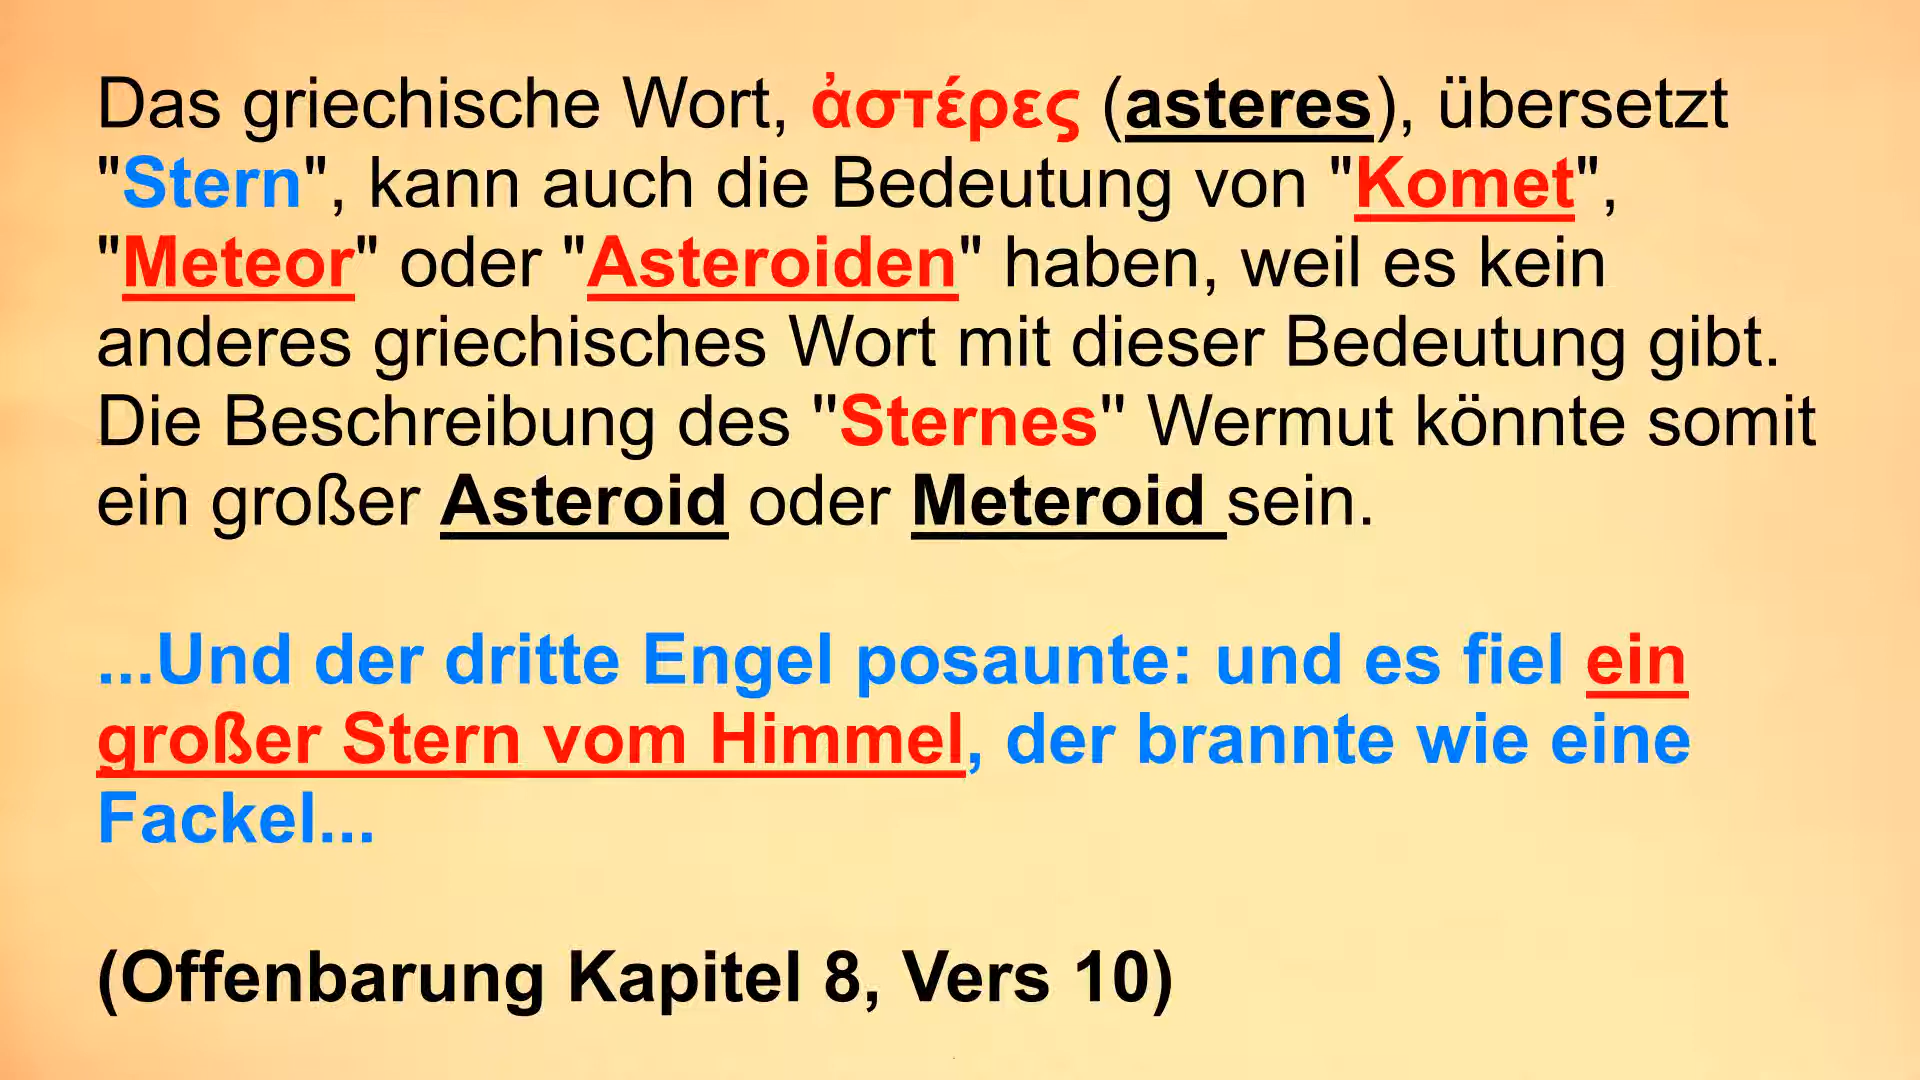 Das griechische Wort, ἀστέρες (asteres), übersetzt
"Stern", kann auch die Bedeutung von "Komet",
"Meteor" oder "Asteroiden" haben, weil es kein
anderes griechisches Wort mit dieser Bedeutung gibt.
Die Beschreibung des "Sternes" Wermut könnte somit
ein großer Asteroid oder Meteroid sein.
...Und der dritte Engel posaunte: und es fiel ein
großer Stern vom Himmel, der brannte wie eine
Fackel...
(Offenbarung Kapitel 8, Vers 10)